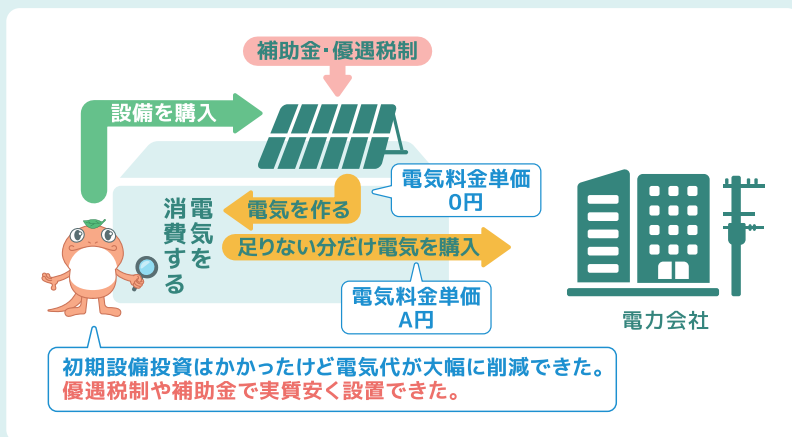 補助金・優遇税制
設備を購入
電気料金単価
0円
電気を作る
電気を
消費する
足りない分だけ電気を購入
電気料金単価
A円
電力会社
初期設備投資はかかったけど電気代が大幅に削減できた。
優遇税制や補助金で実質安く設置できた。